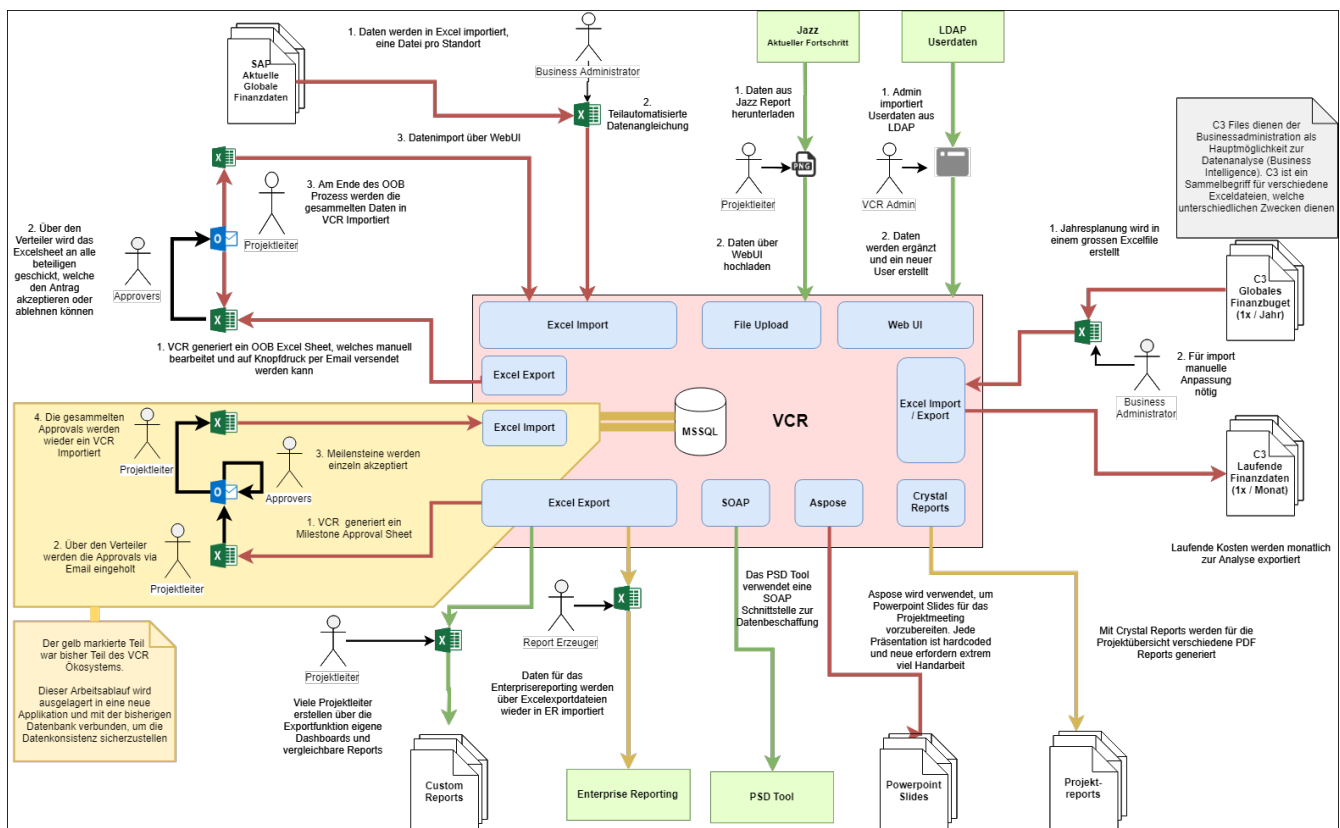 1. Daten werden in Excel importiert,
eine Datei pro Standort
SAP
Aktuelle
Globale
Finanzdaten
Business Administrator
2.
Teilautomatisierte
Datenangleichung
3. Datenimport über WebUI
Jazz
Aktueller Fortschritt
LDAP
Userdaten
1. Daten aus
Jazz Report
herunterladen
1. Admin
importiert
Userdaten aus
LDAP
PNG
Projektleiter
VCR Admin
2. Daten über
WebUI
hochladen
2. Daten
werden ergänzt
und ein neuer
User erstellt
C3 Files dienen der
Businessadministration als
Hauptmöglichkeit zur
Datenanalyse (Business
Intelligence). C3 ist ein
Sammelbegriff für verschiedene
Exceldateien, welche
unterschiedlichen Zwecken dienen
1. Jahresplanung wird in
einem grossen Excelfile
erstellt
C3
Globales
Finanzbuget
(1x / Jahr)
2. Für import
manuelle
Anpassung
nötig
Business
Administrator
C3
Laufende
Finanzdaten
(1x / Monat)
Laufende Kosten werden monatlich
zur Analyse exportiert
3. Am Ende des OOB
Prozess werden die
gesammelten Daten in
VCR Importiert
Projektleiter
2. Über den
Verteiler wird das
Excelsheet an alle
beteiligen
geschickt, welche
den Antrag
akzeptieren oder
ablehnen können
Approvers
1. VCR generiert ein OOB Excel Sheet, welches manuell
bearbeitet und auf Knopfdruck per Email versendet
werden kann
Excel Import
File Upload
Web UI
Excel Export
Excel Import
/ Export
VCR
MSSQL
Excel Import
Excel Export
SOAP
Aspose
Crystal
Reports
4. Die gesammelten
Approvals werden
wieder ein VCR
Importiert
Projektleiter
3. Meilensteine werden
einzeln akzeptiert
Approvers
1. VCR generiert ein
Milestone Approval Sheet
2. Über den Verteiler
werden die Approvals via
Email eingeholt
Projektleiter
Der gelb markierte Teil
war bisher Teil des VCR
Ökosystems.
Dieser Arbeitsablauf wird
ausgelagert in eine neue
Applikation und mit der bisherigen
Datenbank verbunden, um die
Datenkonsistenz sicherzustellen
Projektleiter
Viele Projektleiter
erstellen über die
Exportfunktion eigene
Dashboards und
vergleichbare Reports
Custom
Reports
Report Erzeuger
Daten für das
Enterprisereporting werden
über Excelexportdateien
wieder in ER importiert
Enterprise Reporting
Das PSD Tool
verwendet eine
SOAP
Schnittstelle zur
Datenbeschaffung
PSD Tool
Aspose wird verwendet, um
Powerpoint Slides für das
Projektmeeting
vorzubereiten. Jede
Präsentation ist hardcoded
und neue erfordern extrem
viel Handarbeit
Powerpoint
Slides
Mit Crystal Reports werden für die
Projektübersicht verschiedene PDF
Reports generiert
Projekt-
reports